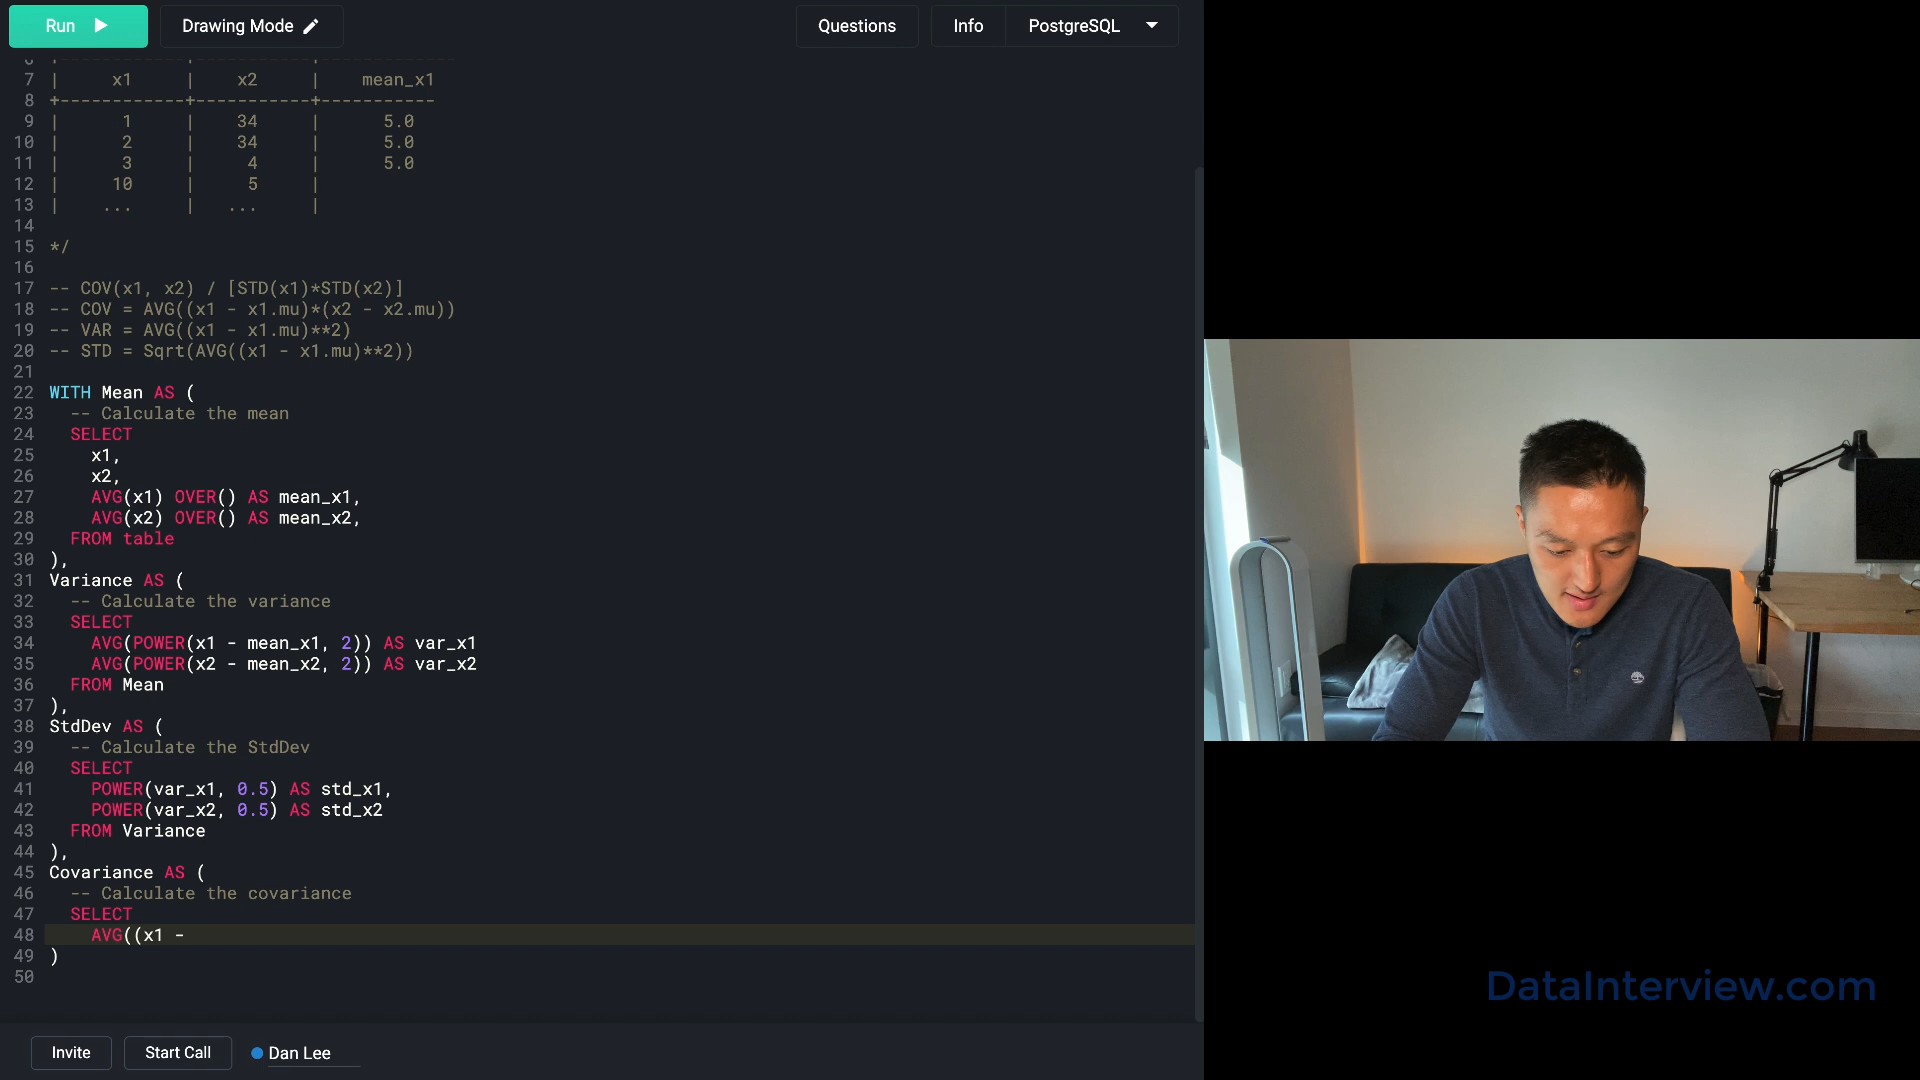 Run
Drawing Mode
Questions
Info
PostgreSQL
6
7 | x1 | x2 | mean_x1
8 +------------+-----------+-----------
9 | 1 | 34 | 5.0
10 | 2 | 34 | 5.0
11 | 3 | 4 | 5.0
12 | 10 | 5 |
13 | ... | ... |
14
15 */
16
17 -- COV(x1, x2) / [STD(x1)*STD(x2)]
18 -- COV = AVG((x1 - x1.mu)*(x2 - x2.mu))
19 -- VAR = AVG((x1 - x1.mu)**2)
20 -- STD = Sqrt(AVG((x1 - x1.mu)**2))
21
22 WITH Mean AS (
23 -- Calculate the mean
24 SELECT
25 x1,
26 x2,
27 AVG(x1) OVER() AS mean_x1,
28 AVG(x2) OVER() AS mean_x2,
29 FROM table
30 ),
31 Variance AS (
32 -- Calculate the variance
33 SELECT
34 AVG(POWER(x1 - mean_x1, 2)) AS var_x1
35 AVG(POWER(x2 - mean_x2, 2)) AS var_x2
36 FROM Mean
37 ),
38 StdDev AS (
39 -- Calculate the StdDev
40 SELECT
41 POWER(var_x1, 0.5) AS std_x1,
42 POWER(var_x2, 0.5) AS std_x2
43 FROM Variance
44 ),
45 Covariance AS (
46 -- Calculate the covariance
47 SELECT
48 AVG((x1 -
49 )
50
DataInterview.com
Invite
Start Call
Dan Lee